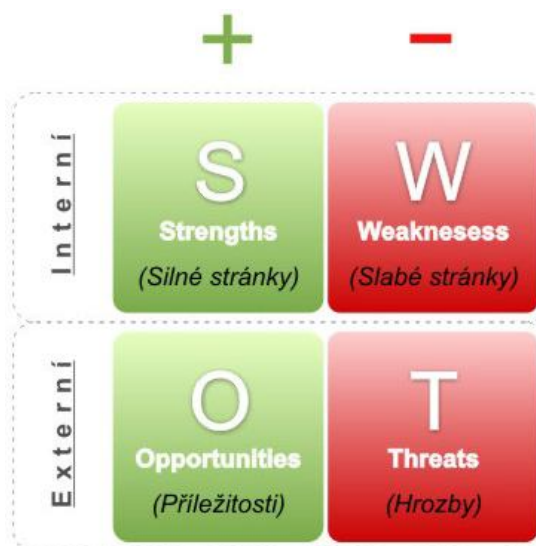 + −
Interní
S
Strengths
(Silné stránky)
W
Weaknesess
(Slabé stránky)
Externí
O
Opportunities
(Příležitosti)
T
Threats
(Hrozby)